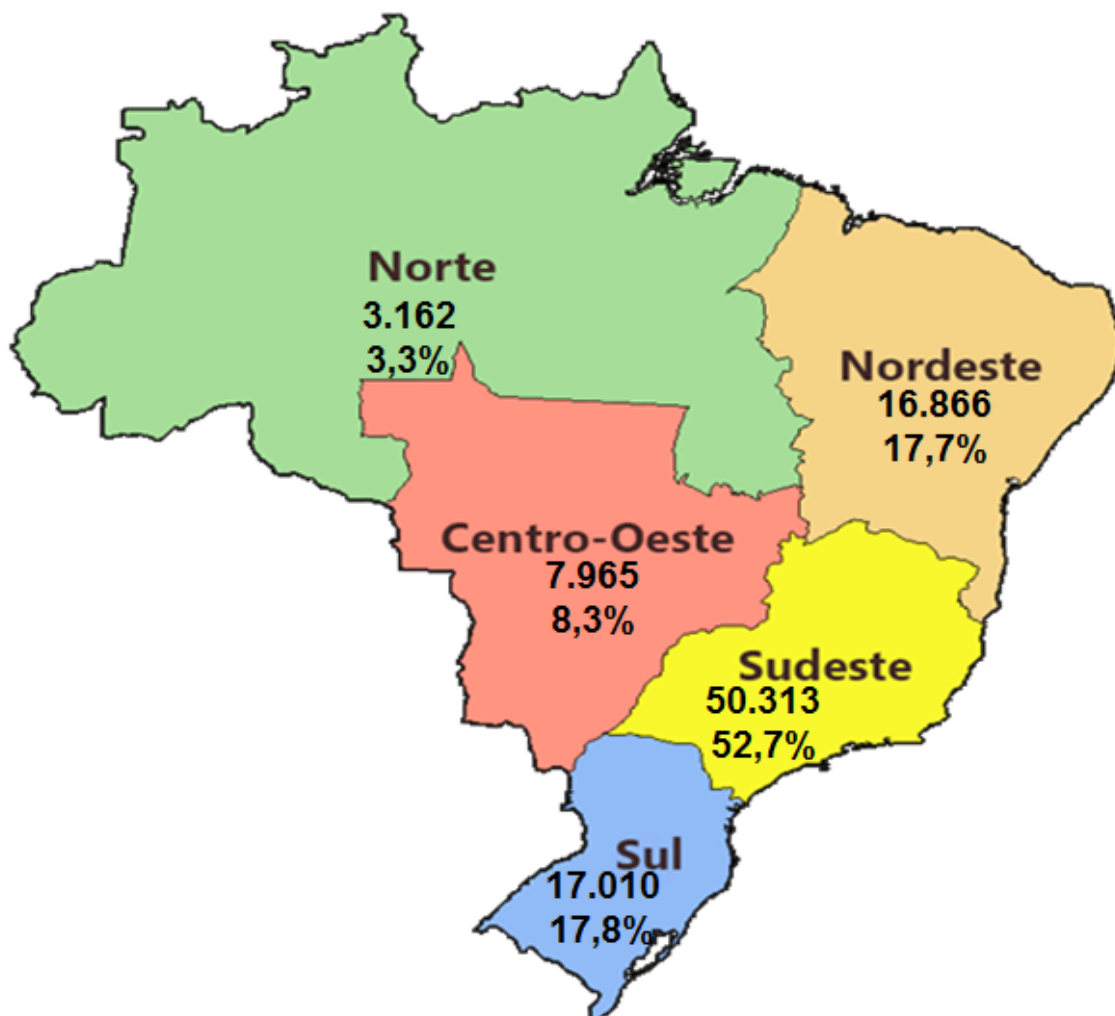 Norte
3.162
3,3%
Nordeste
16.866
17,7%
Centro-Oeste
7.965
8,3%
Sudeste
50.313
52,7%
Sul
17.010
17,8%